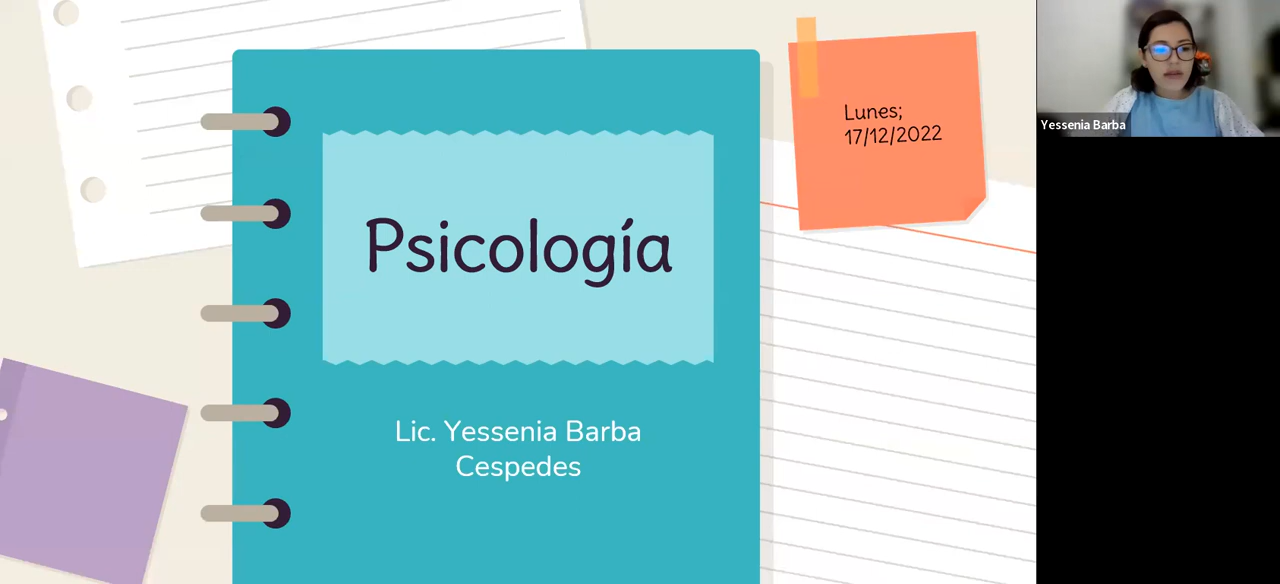 Psicología
Lic. Yessenia Barba
Cespedes
Lunes;
17/12/2022
Yessenia Barba